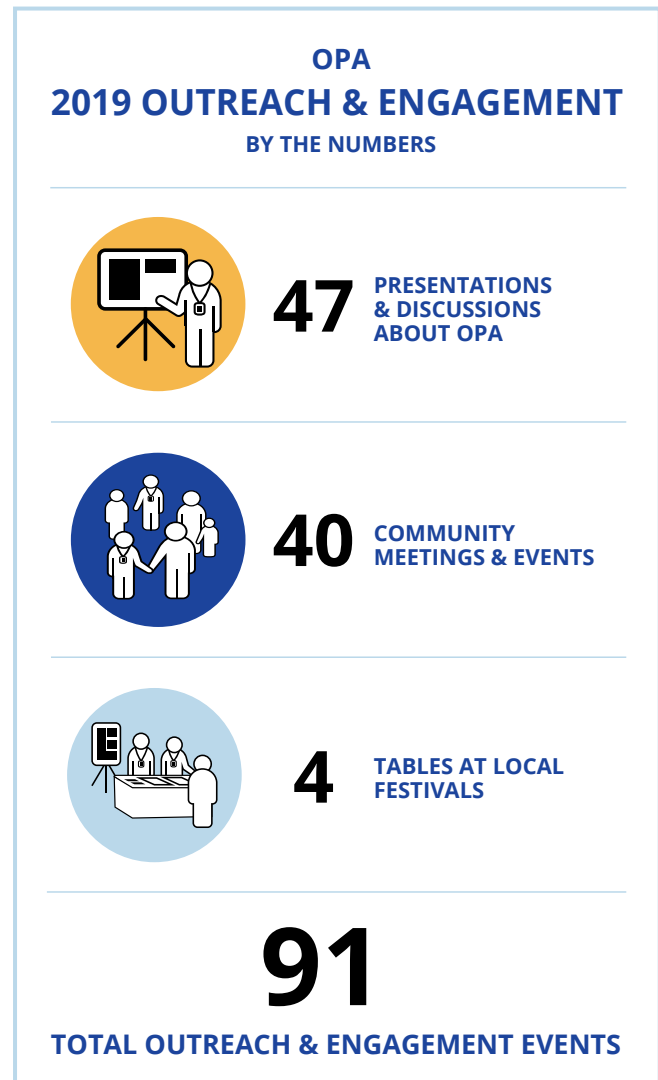 OPA
2019 OUTREACH & ENGAGEMENT
BY THE NUMBERS
47
PRESENTATIONS
& DISCUSSIONS
ABOUT OPA
40
COMMUNITY
MEETINGS & EVENTS
4
TABLES AT LOCAL
FESTIVALS
91
TOTAL OUTREACH & ENGAGEMENT EVENTS